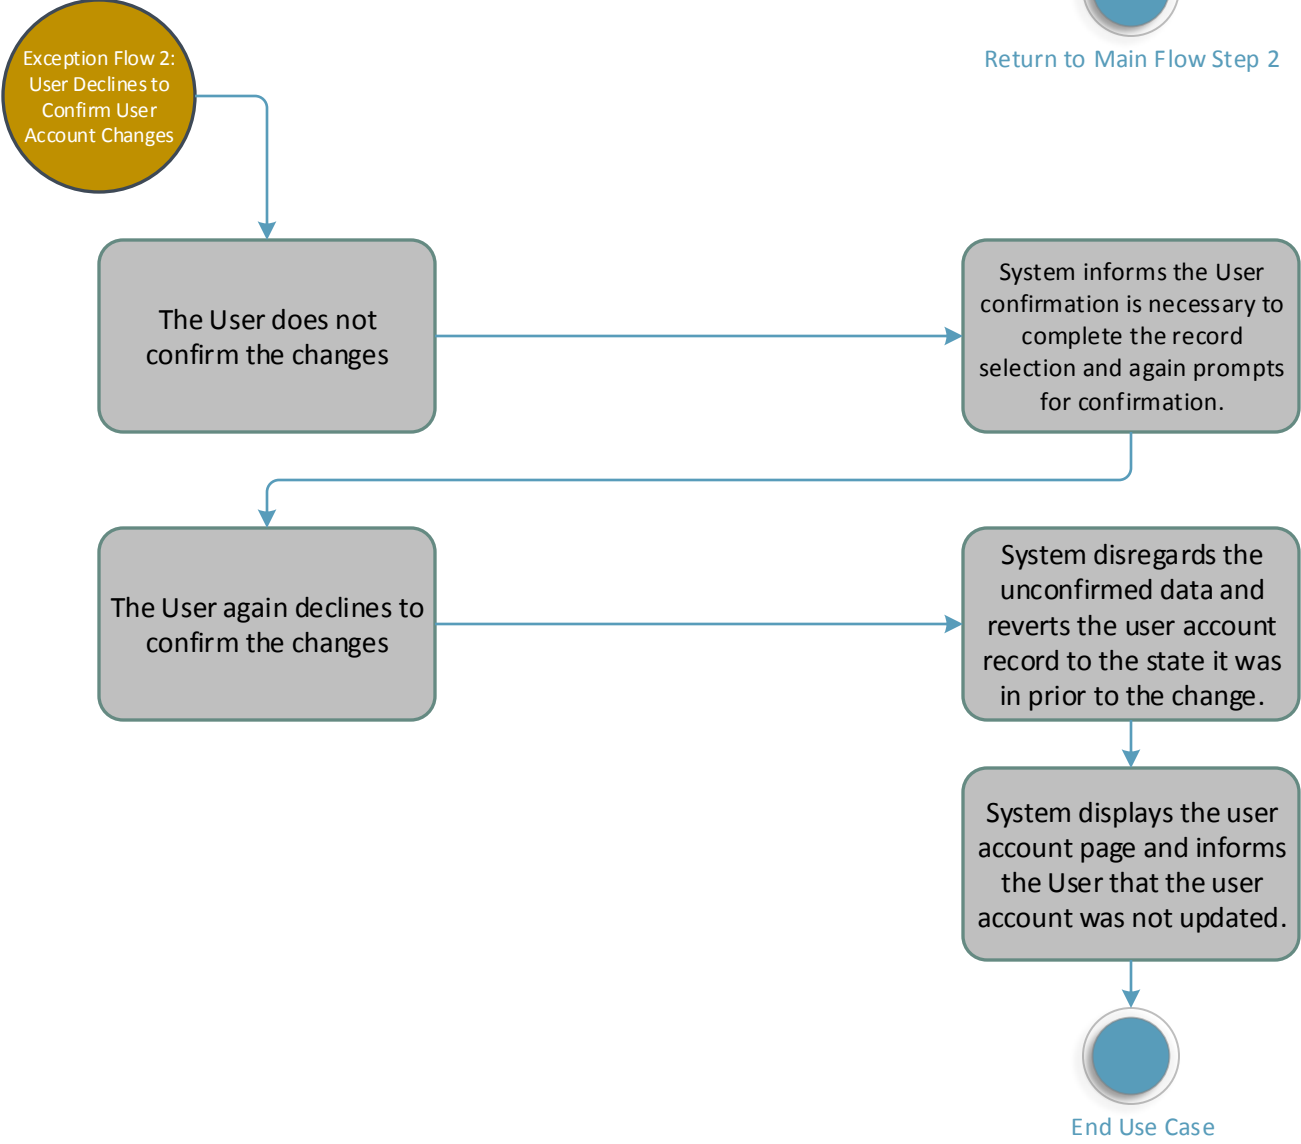 Return to Main Flow Step 2
Exception Flow 2:
User Declines to
Confirm User
Account Changes
The User does not
confirm the changes
System informs the User
confirmation is necessary to
complete the record
selection and again prompts
for confirmation.
The User again declines to
confirm the changes
System disregards the
unconfirmed data and
reverts the user account
record to the state it was
in prior to the change.
System displays the user
account page and informs
the User that the user
account was not updated.
End Use Case